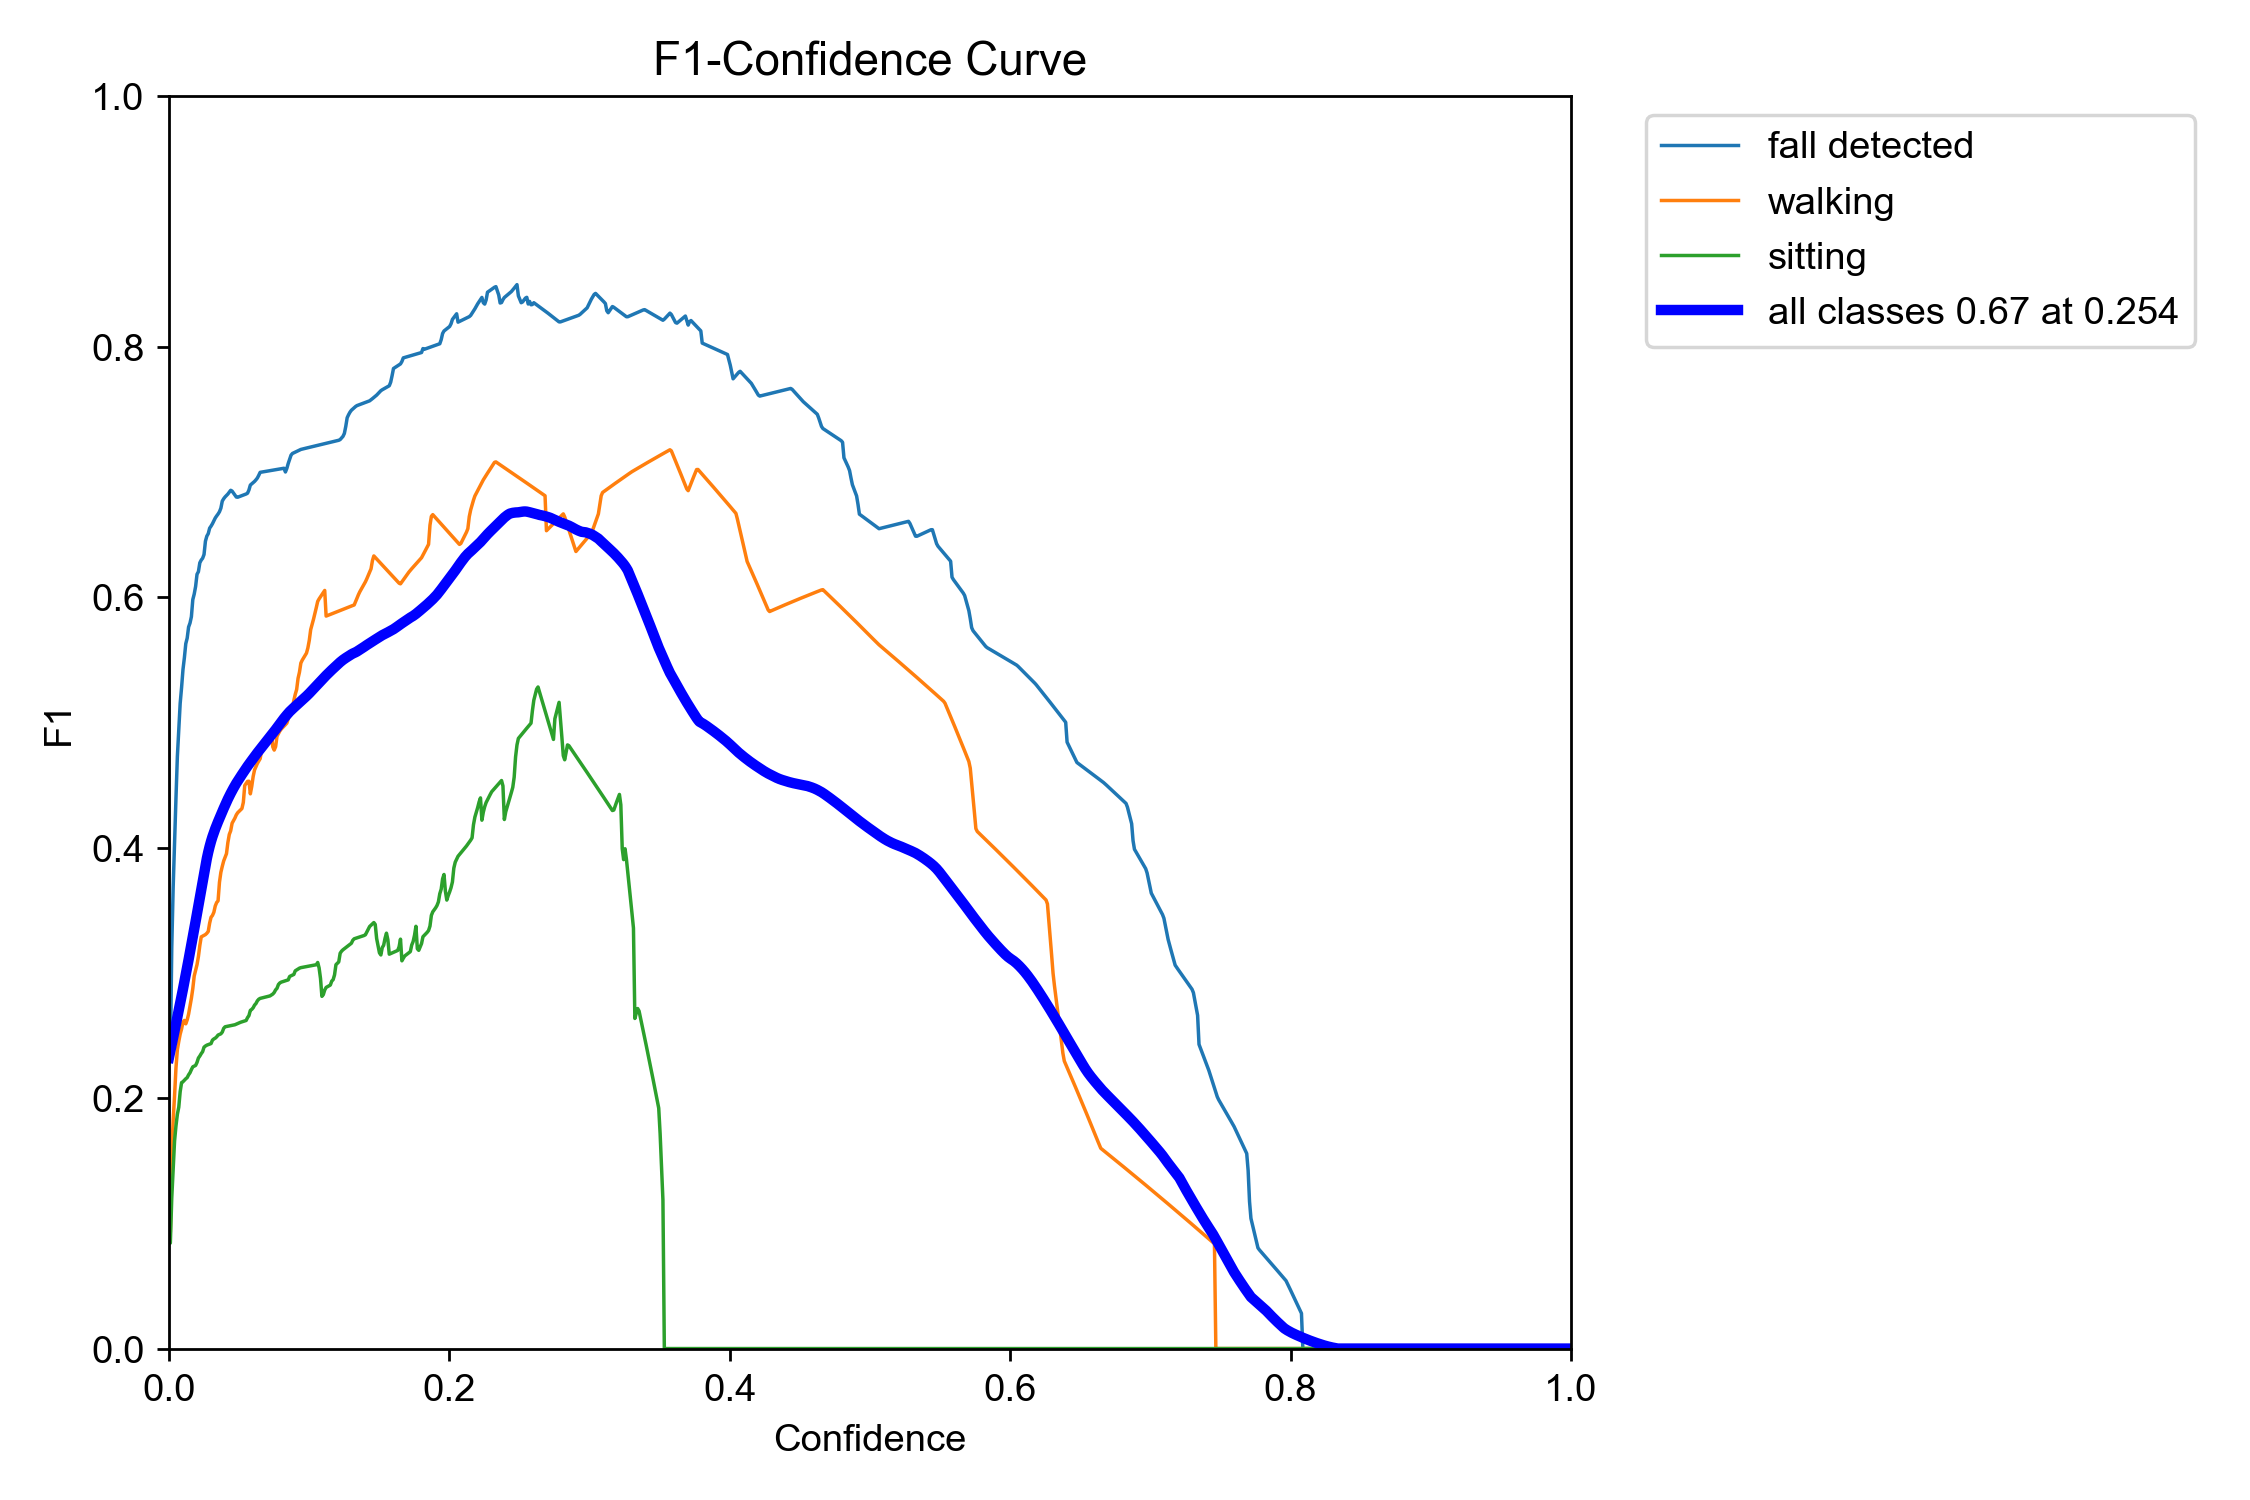 F1-Confidence Curve
1.0
0.8
0.6
0.4
0.2
0.0
F1
0.0 0.2 0.4 0.6 0.8 1.0
Confidence
fall detected
walking
sitting
all classes 0.67 at 0.254